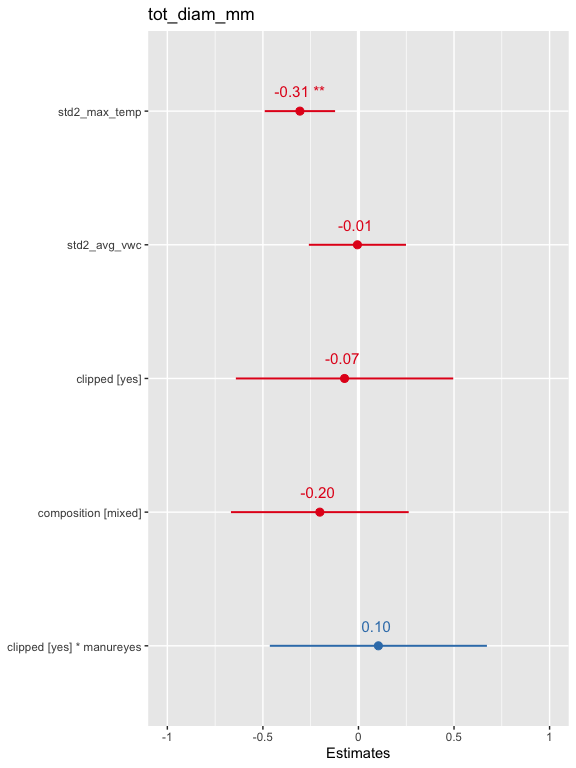 tot_diam_mm
-0.31 **
std2_max_temp
-0.01
std2_avg_vwc
-0.07
clipped [yes]
-0.20
composition [mixed]
0.10
clipped [yes] * manureyes
-1 -0.5 0 0.5 1
Estimates